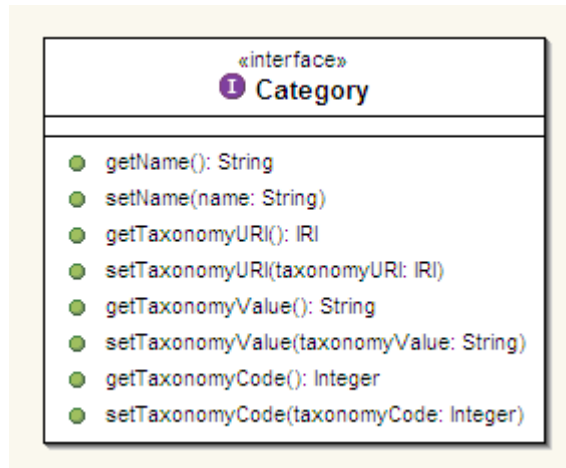 «interface»
I Category
getName(): String
setName(name: String)
getTaxonomyURI(): IRI
setTaxonomyURI(taxonomyURI: IRI)
getTaxonomyValue(): String
setTaxonomyValue(taxonomyValue: String)
getTaxonomyCode(): Integer
setTaxonomyCode(taxonomyCode: Integer)